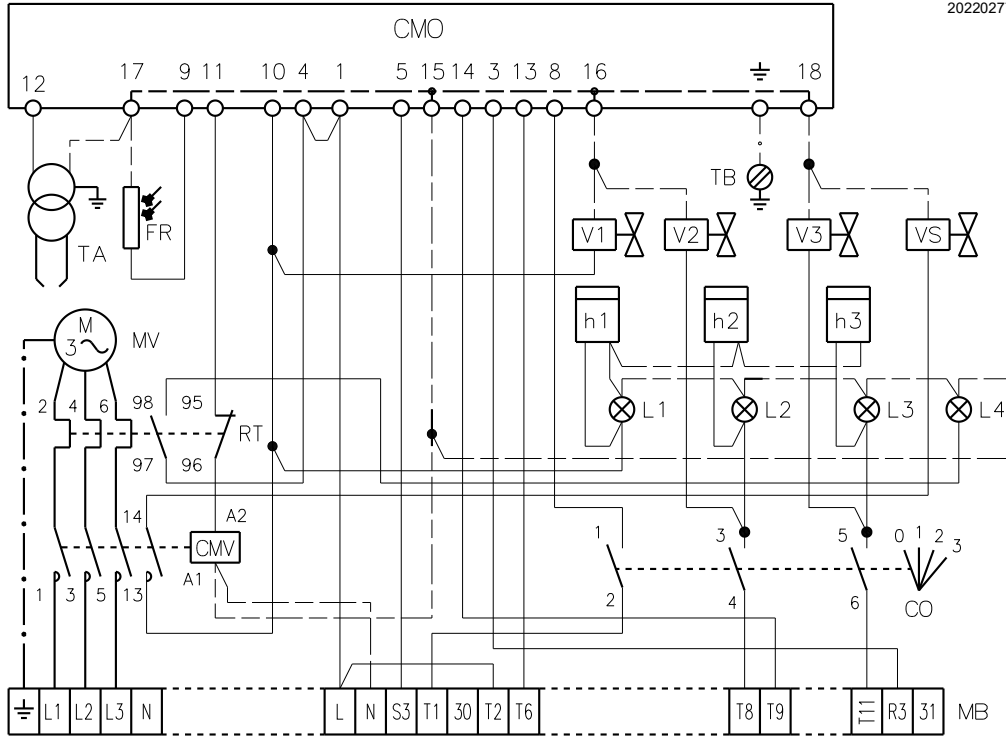 2022027
CMO
12 17 9 11 10 4 1 5 15 14 3 13 8 16 18
TB
FR
TA
V1 V2 V3 VS
h1 h2 h3
M
3
MV
2 4 6 98 95
L1 L2 L3 L4
RT
97 96
14 A2
CMV
1 3 5 0 1 2 3
A1
1 3 5 13
2 4 6
CO
L1 L2 L3 N L N S3 T1 30 T2 T6 T8 T9 T11 R3 31 MB